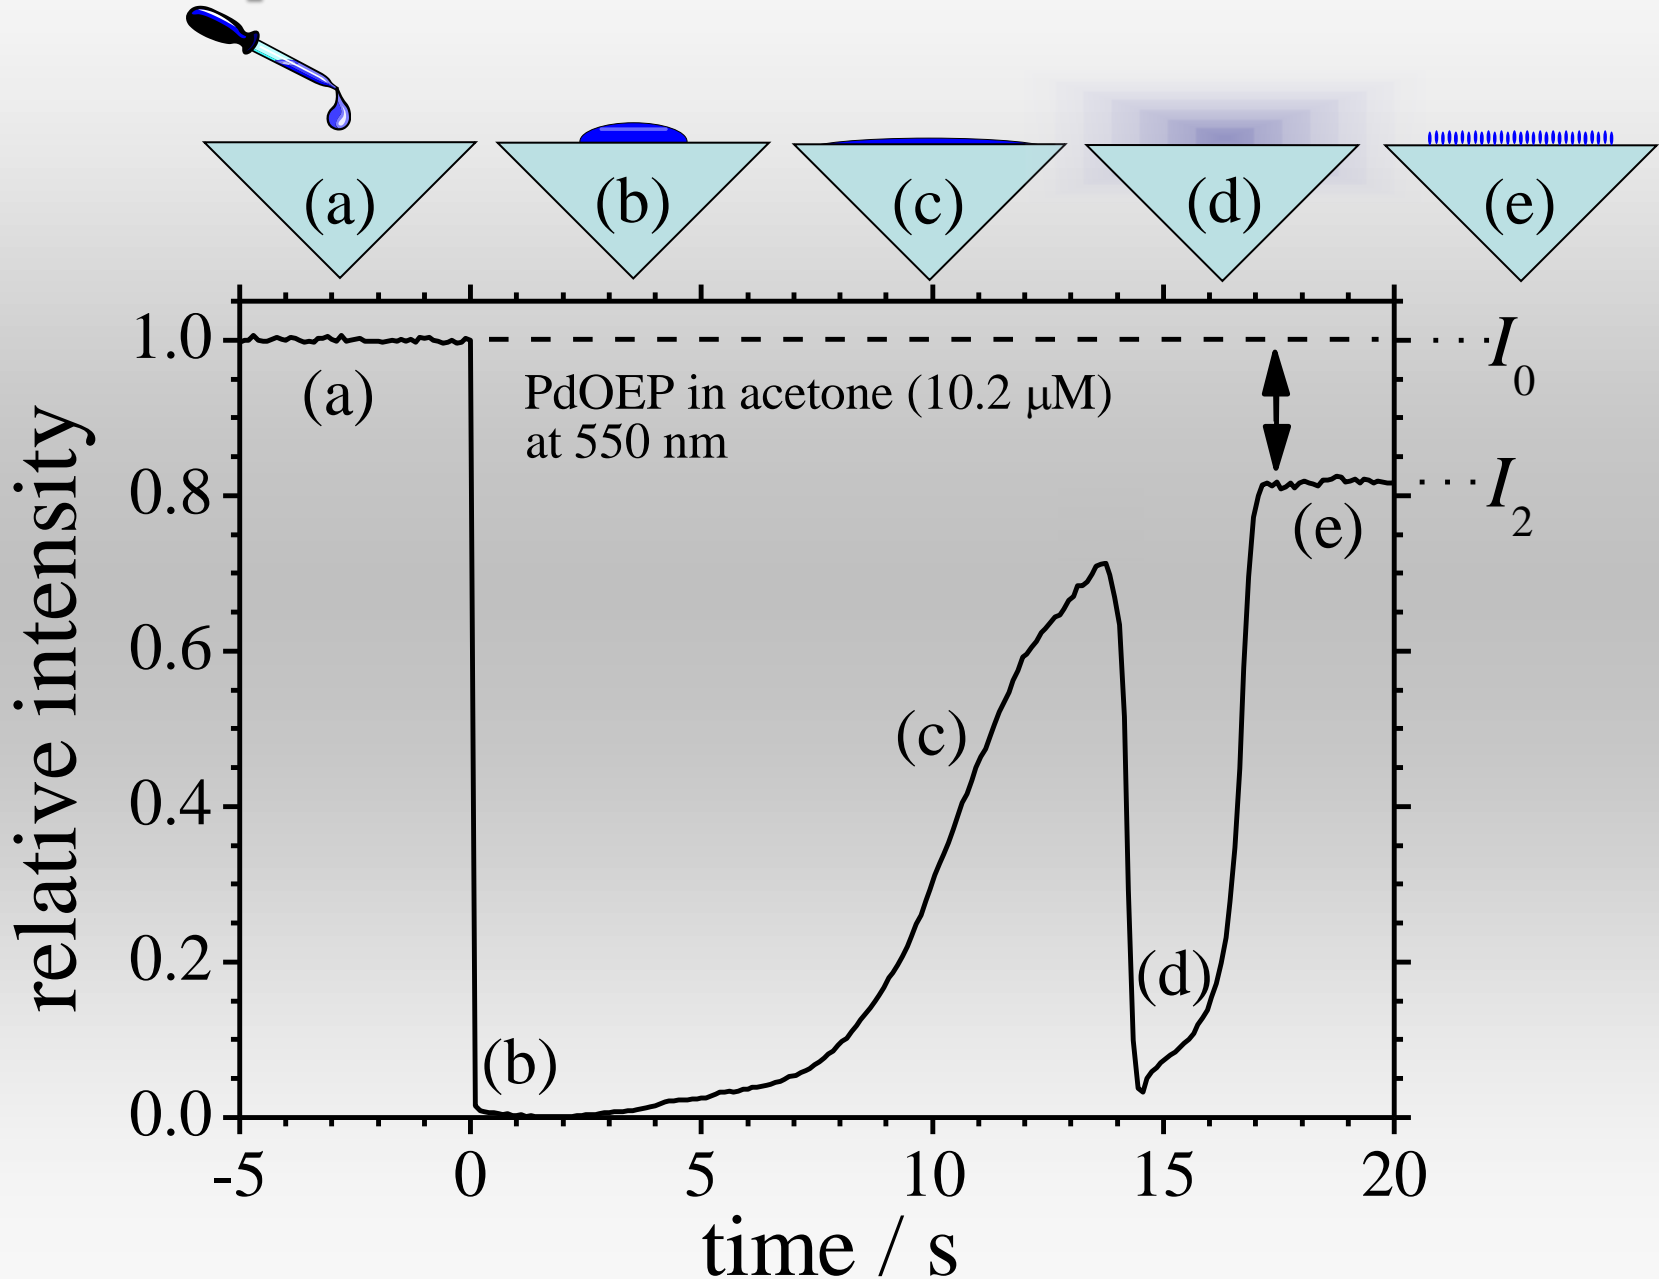 (a) (b) (c) (d) (e)
1.0
0.8
0.6
0.4
0.2
0.0
relative intensity
(a)
PdOEP in acetone (10.2 μM)
at 550 nm
(b)
(c)
(d)
(e)
I0
I2
-5 0 5 10 15 20
time / s